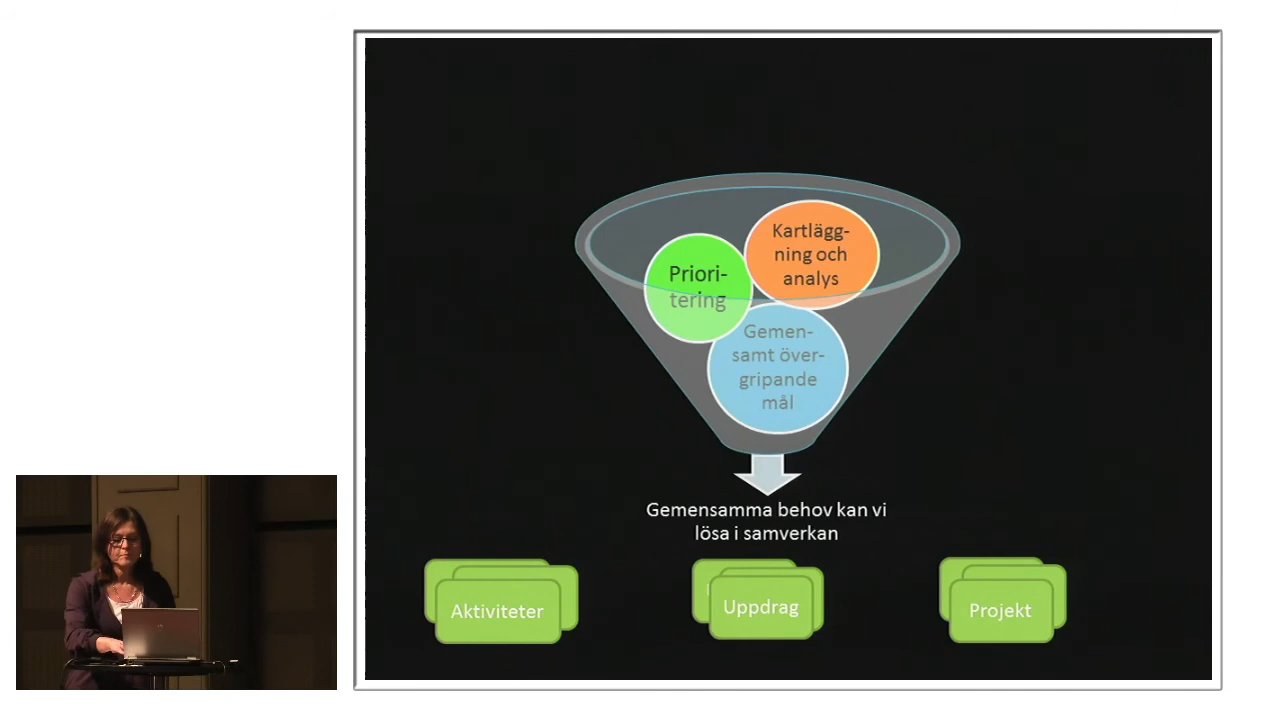 Kartlägg-
ning och
analys
Priori-
tering
Gemen-
samt över-
gripande
mål
Gemensamma behov kan vi
lösa i samverkan
Aktiviteter
Uppdrag
Projekt